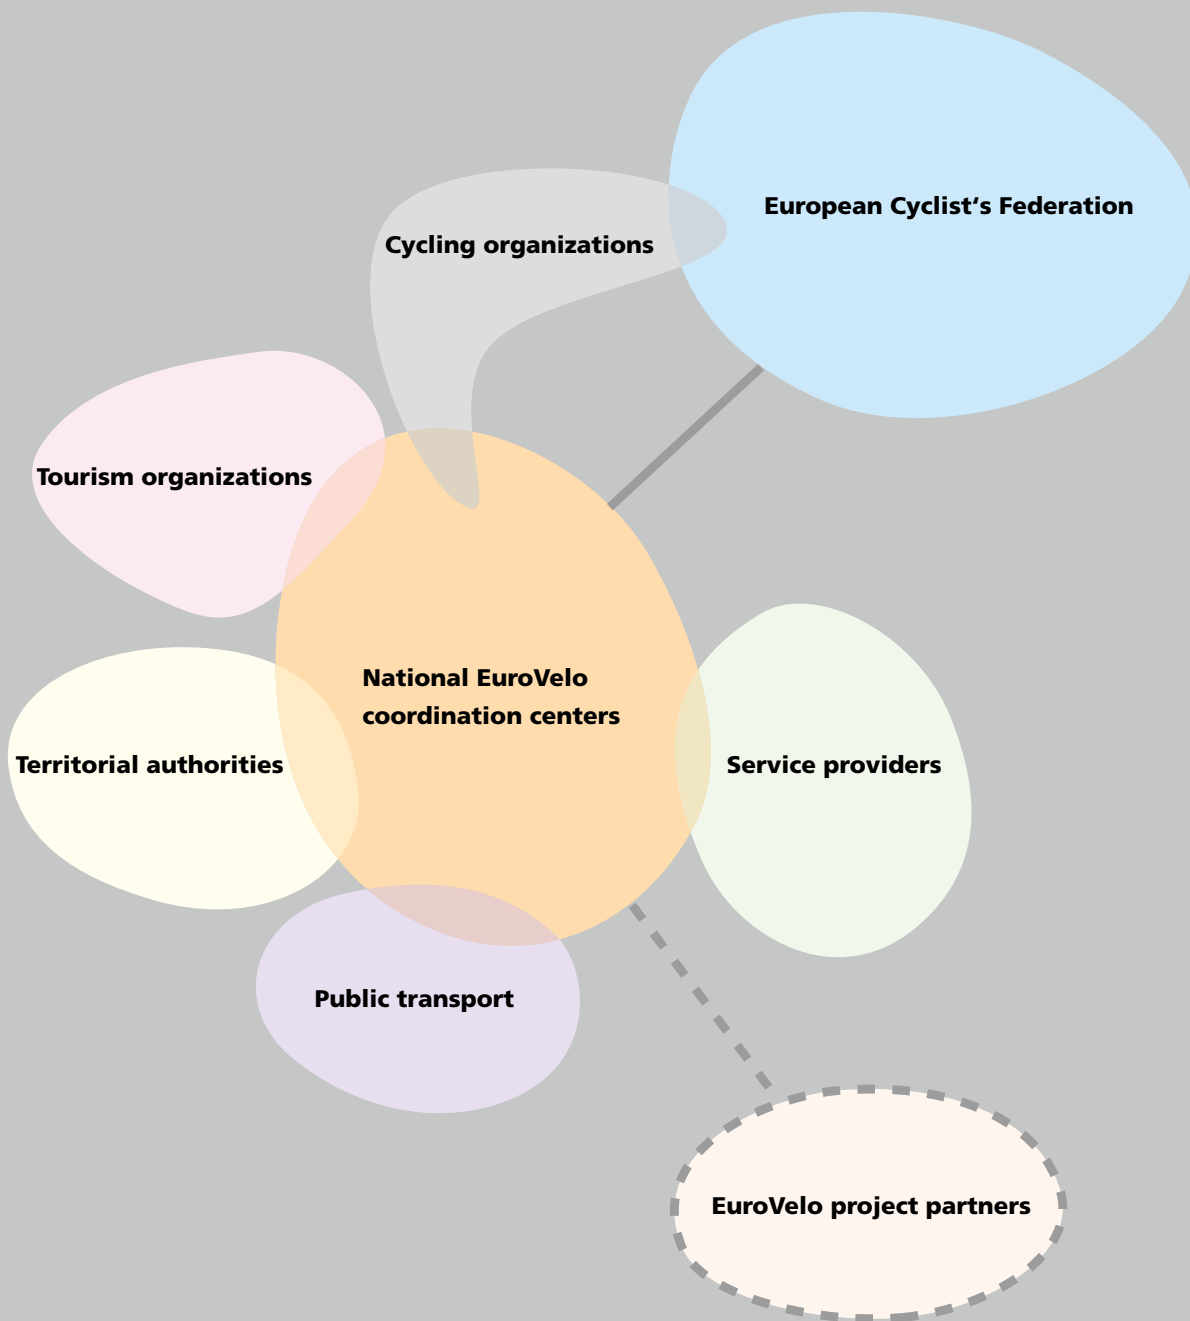 European Cyclist‘s Federation
Cycling organizations
Tourism organizations
National EuroVelo
coordination centers
Territorial authorities
Service providers
Public transport
EuroVelo project partners